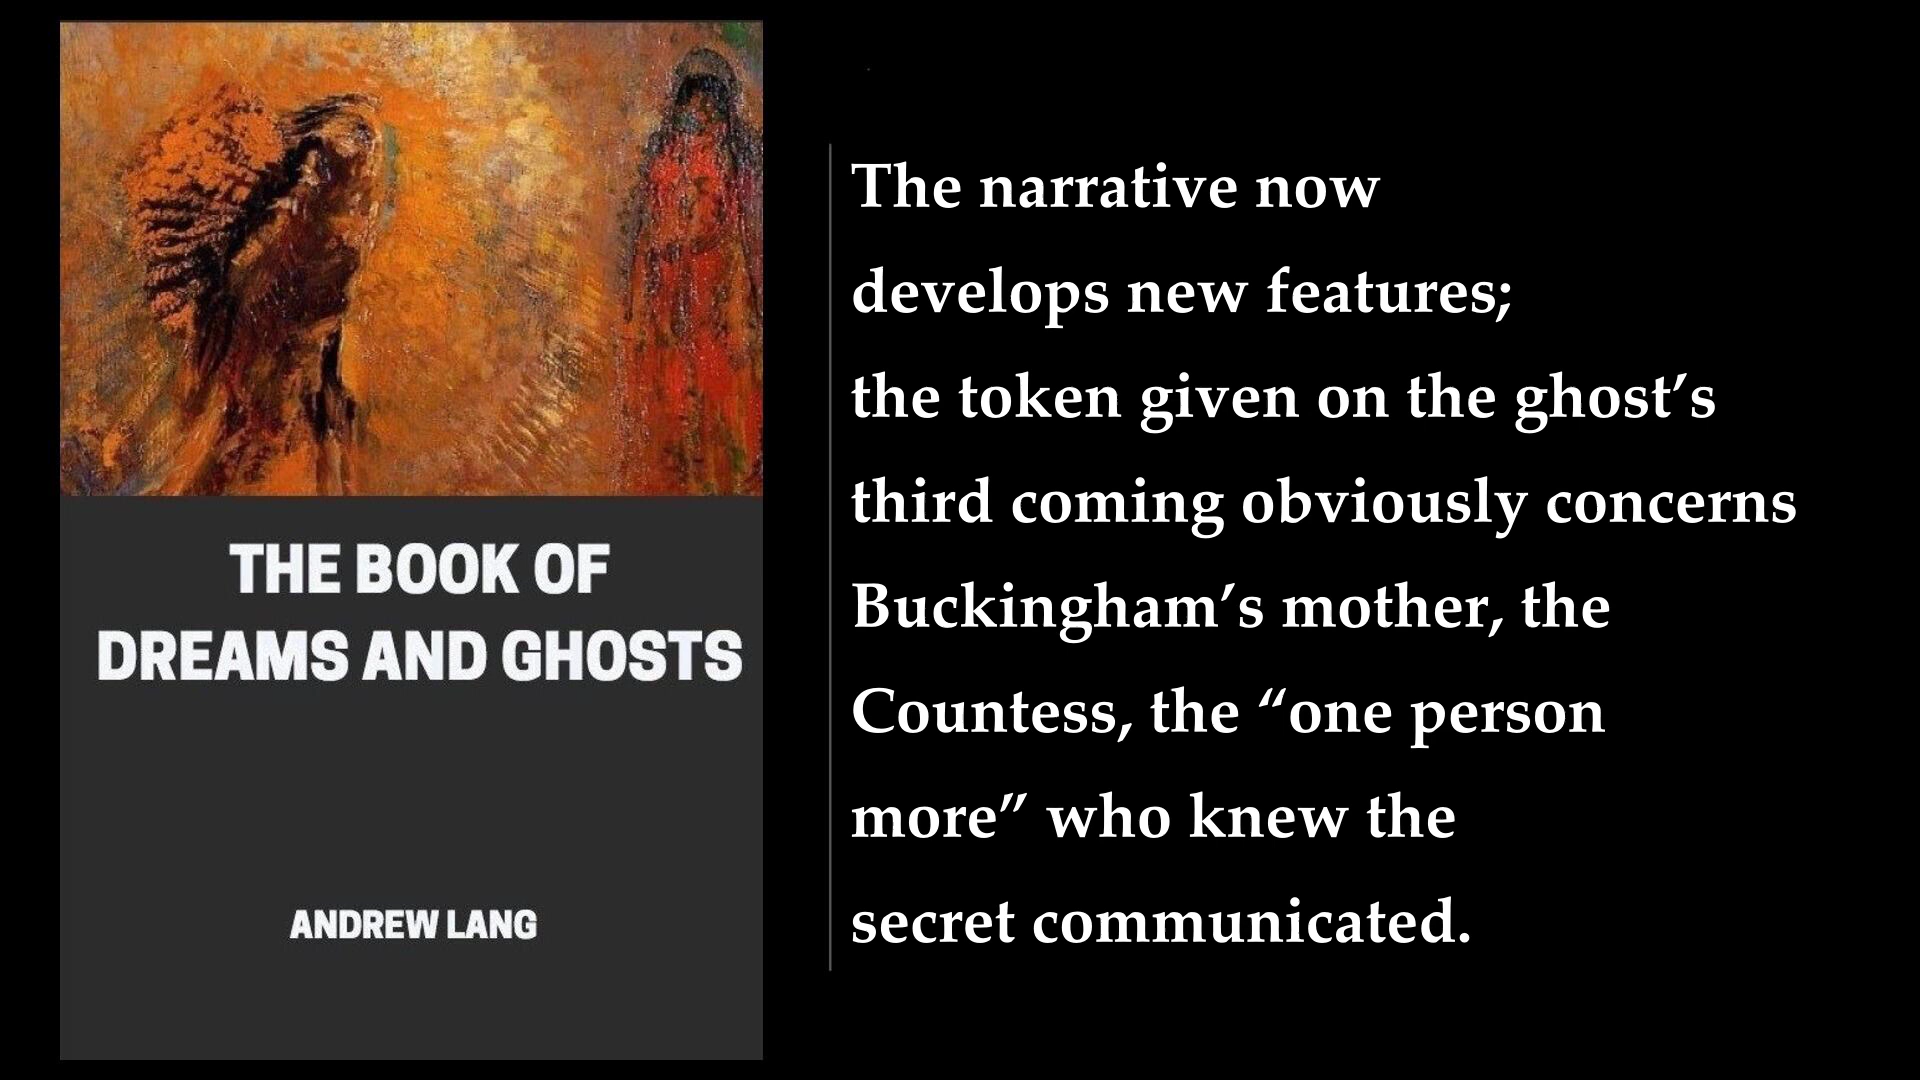 THE BOOK OF
DREAMS AND GHOSTS
ANDREW LANG
The narrative now
develops new features;
the token given on the ghost’s
third coming obviously concerns
Buckingham’s mother, the
Countess, the “one person
more” who knew the
secret communicated.